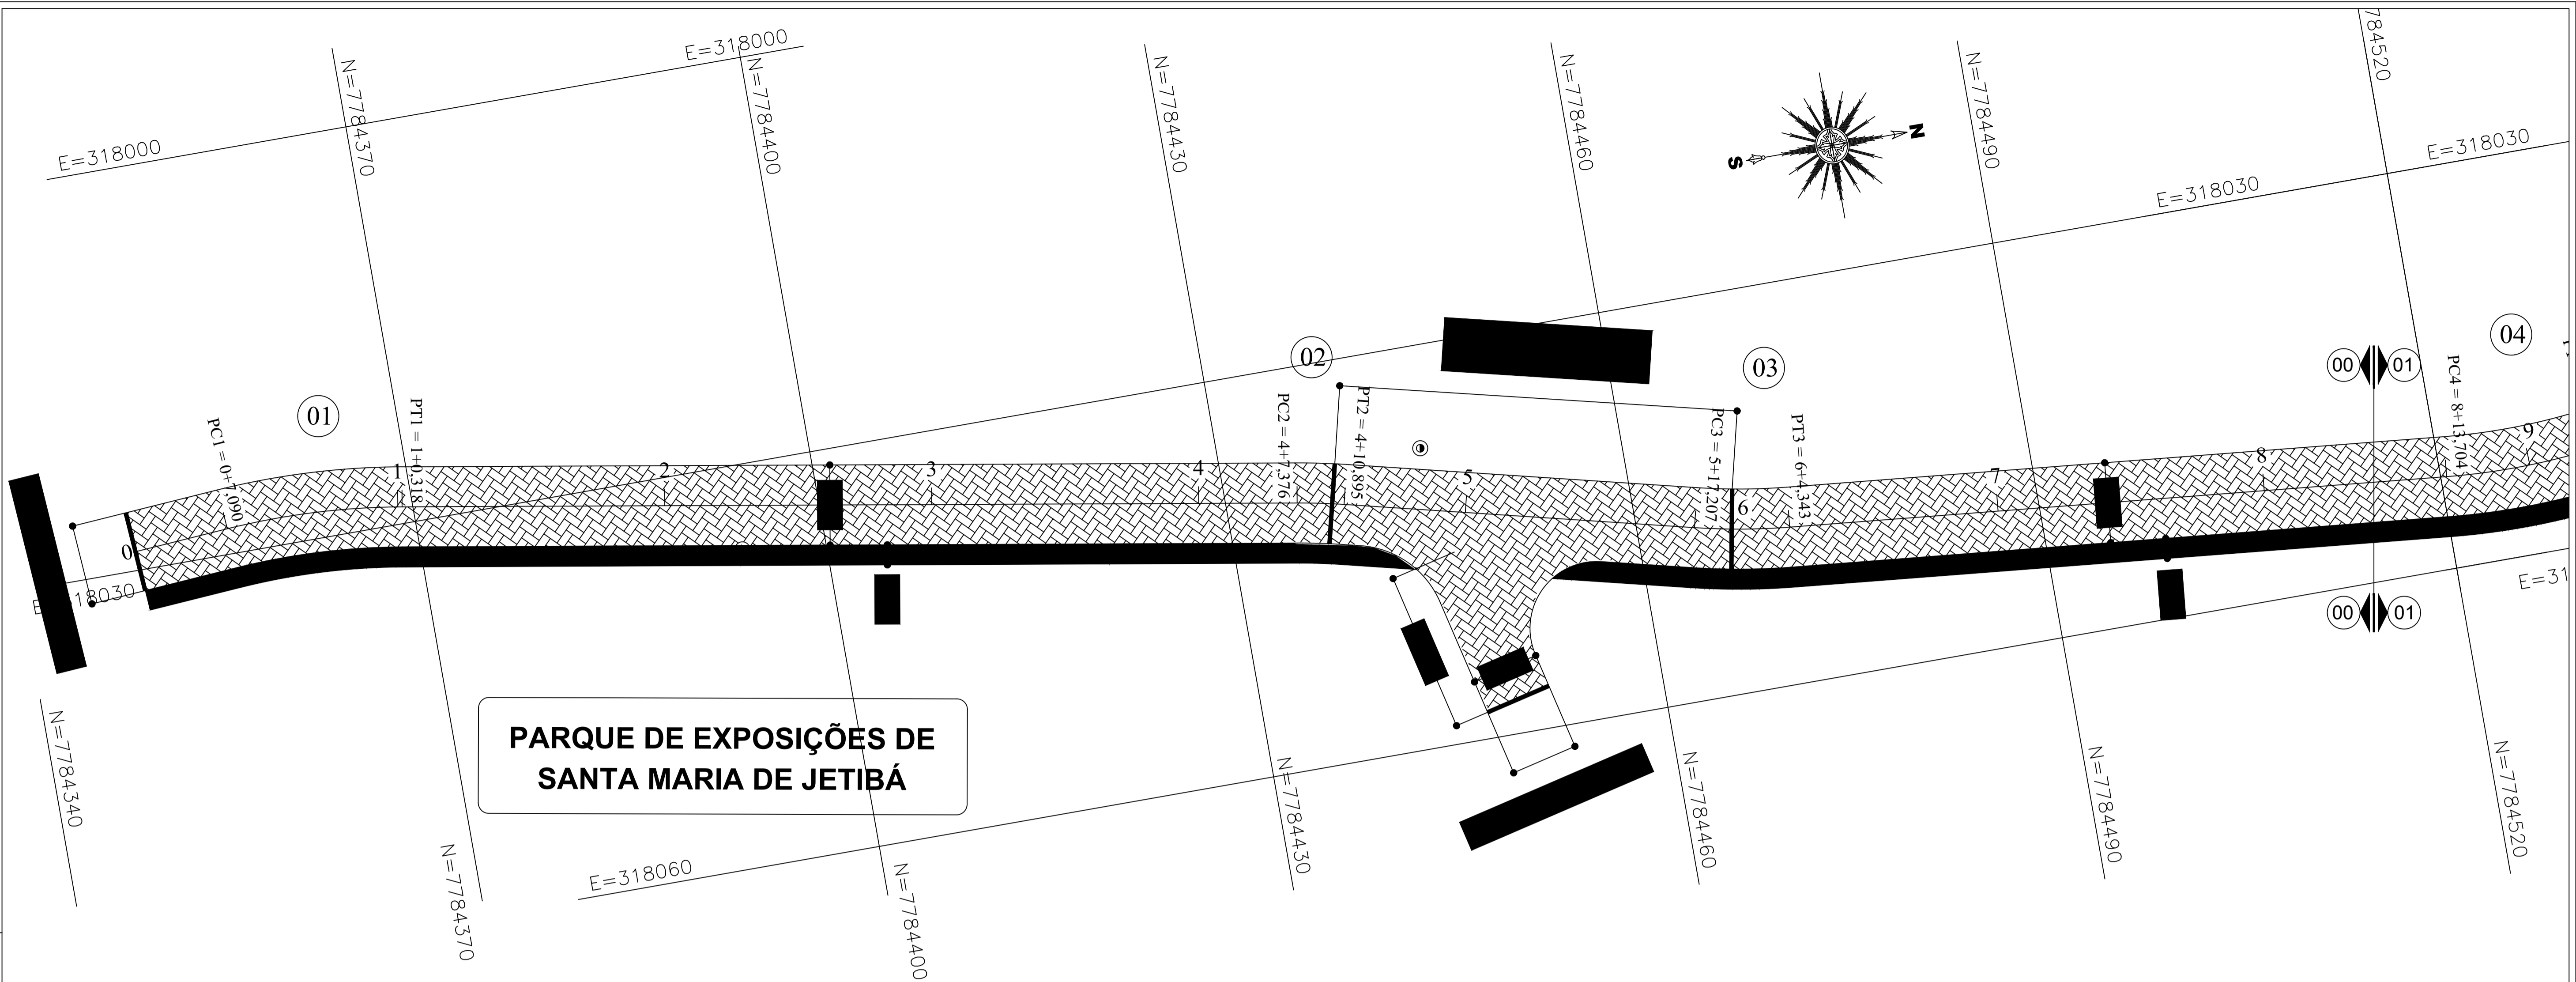 E=318000
E=318000
N=7784370
N=7784400
N=7784430
N=7784460
N=7784490
784520
N
S
E=318030
E=318030
01
02
03
04
00
01
PC1 = 0+7,090
PT1 = 1+0,318
PC2 = 4+7,376
PT2 = 4+10,895
PC3 = 5+17,207
PT3 = 6+4,343
PC4 = 8+13,704
0
1
2
3
4
5
6
7
8
9
E=318030
E=31
00
01
PARQUE DE EXPOSIÇÕES DE
SANTA MARIA DE JETIBÁ
E=318060
N=7784340
N=7784370
N=7784400
N=7784430
N=7784460
N=7784490
N=7784520